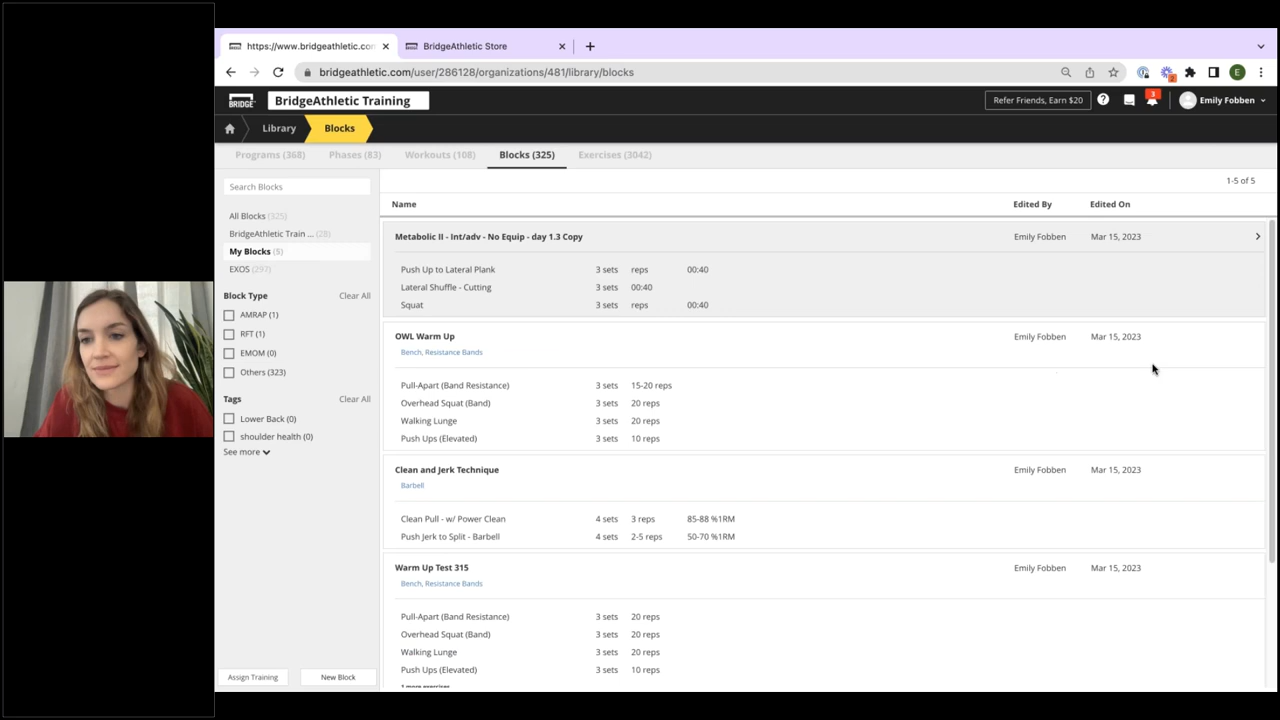 https://www.bridgeathletic.con
BridgeAthletic Store
bridgeathletic.com/user/286128/organizations/481/library/blocks
2
E
BRIDGE
BridgeAthletic Training
Refer Friends, Earn $20
3
Emily Fobben
Library
Blocks
Programs (368)
Phases (83)
Workouts (108)
Blocks (325)
Exercises (3042)
Search Blocks
1-5 of 5
Name
Edited By
Edited On
All Blocks (325)
BridgeAthletic Train ... (28)
My Blocks (5)
EXOS (297)
Block Type
Clear All
AMRAP (1)
RFT (1)
EMOM (0)
Others (323)
Tags
Clear All
Lower Back (0)
shoulder health (0)
See more
Assign Training
New Block
Metabolic II - Int/adv - No Equip - day 1.3 Copy
Emily Fobben
Mar 15, 2023
Push Up to Lateral Plank 3 sets reps 00:40
Lateral Shuffle - Cutting 3 sets 00:40
Squat 3 sets reps 00:40
OWL Warm Up
Emily Fobben
Mar 15, 2023
Bench, Resistance Bands
Pull-Apart (Band Resistance) 3 sets 15-20 reps
Overhead Squat (Band) 3 sets 20 reps
Walking Lunge 3 sets 20 reps
Push Ups (Elevated) 3 sets 10 reps
Clean and Jerk Technique
Emily Fobben
Mar 15, 2023
Barbell
Clean Pull - w/ Power Clean 4 sets 3 reps 85-88 %1RM
Push Jerk to Split - Barbell 4 sets 2-5 reps 50-70 %1RM
Warm Up Test 315
Emily Fobben
Mar 15, 2023
Bench, Resistance Bands
Pull-Apart (Band Resistance) 3 sets 20 reps
Overhead Squat (Band) 3 sets 20 reps
Walking Lunge 3 sets 20 reps
Push Ups (Elevated) 3 sets 10 reps
1 more exercises